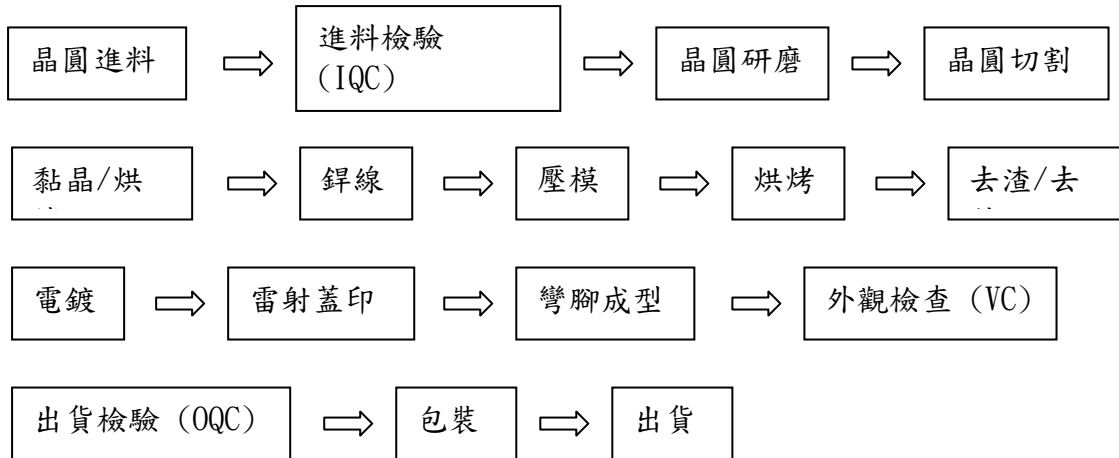 晶圓進料
進料檢驗
(IQC)
晶圓研磨
晶圓切割
黏晶/烘
銲線
壓模
烘烤
去渣/去
電鍍
雷射蓋印
彎腳成型
外觀檢查 (VC)
出貨檢驗 (OQC)
包裝
出貨